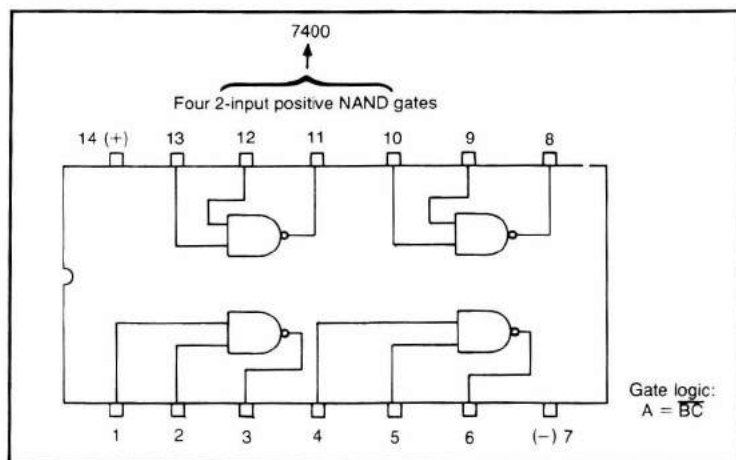 7400
Four 2-input positive NAND gates
14 (+) 13 12 11 10 9 8
Gate logic:
A = B̅C̅
1 2 3 4 5 6 (−) 7